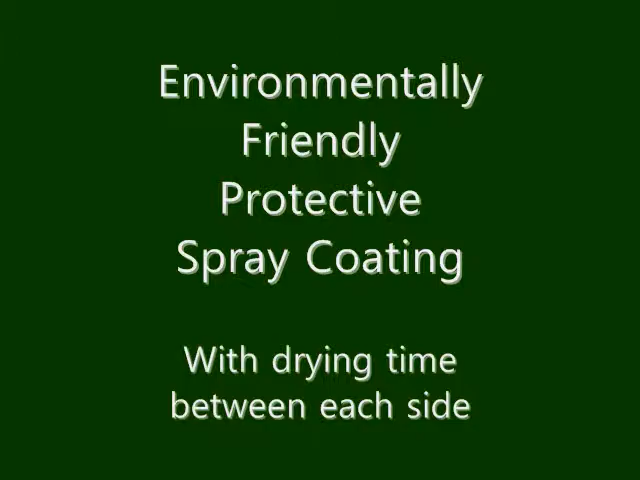 Environmentally
Friendly
Protective
Spray Coating
With drying time
between each side